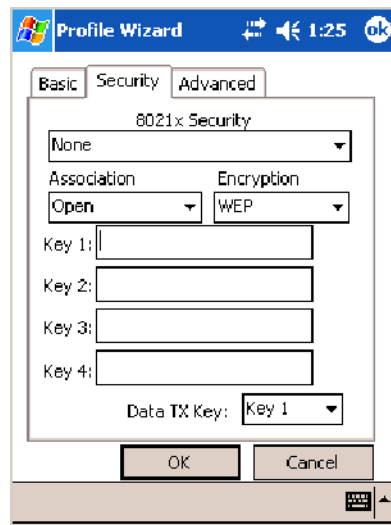 Profile Wizard 1:25 ok
Basic Security Advanced
8021x Security
None
Association Encryption
Open WEP
Key 1:
Key 2:
Key 3:
Key 4:
Data TX Key: Key 1
OK Cancel